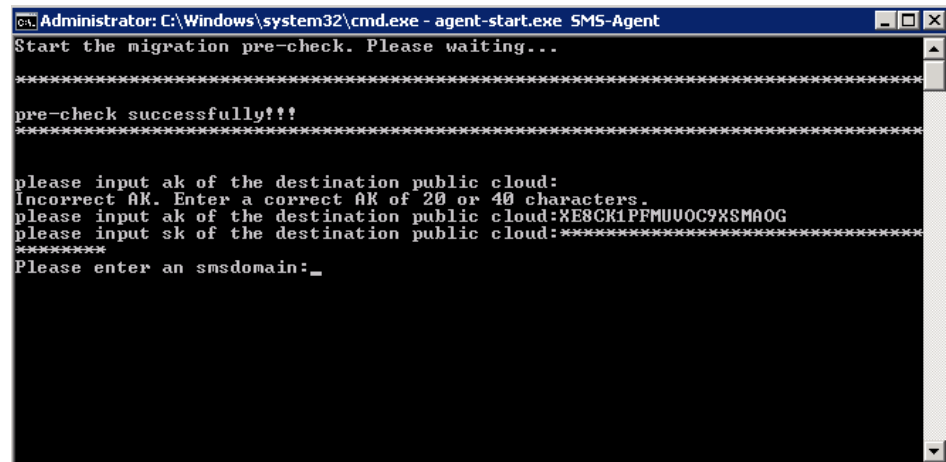 Administrator: C:\Windows\system32\cmd.exe - agent-start.exe SMS-Agent
Start the migration pre-check. Please waiting...
********************************************************************************
pre-check successfully!!!
********************************************************************************
please input ak of the destination public cloud:
Incorrect AK. Enter a correct AK of 20 or 40 characters.
please input ak of the destination public cloud:XE8CK1PFMUVOC9XSMAOG
please input sk of the destination public cloud:********************************
********
Please enter an smsdomain:_